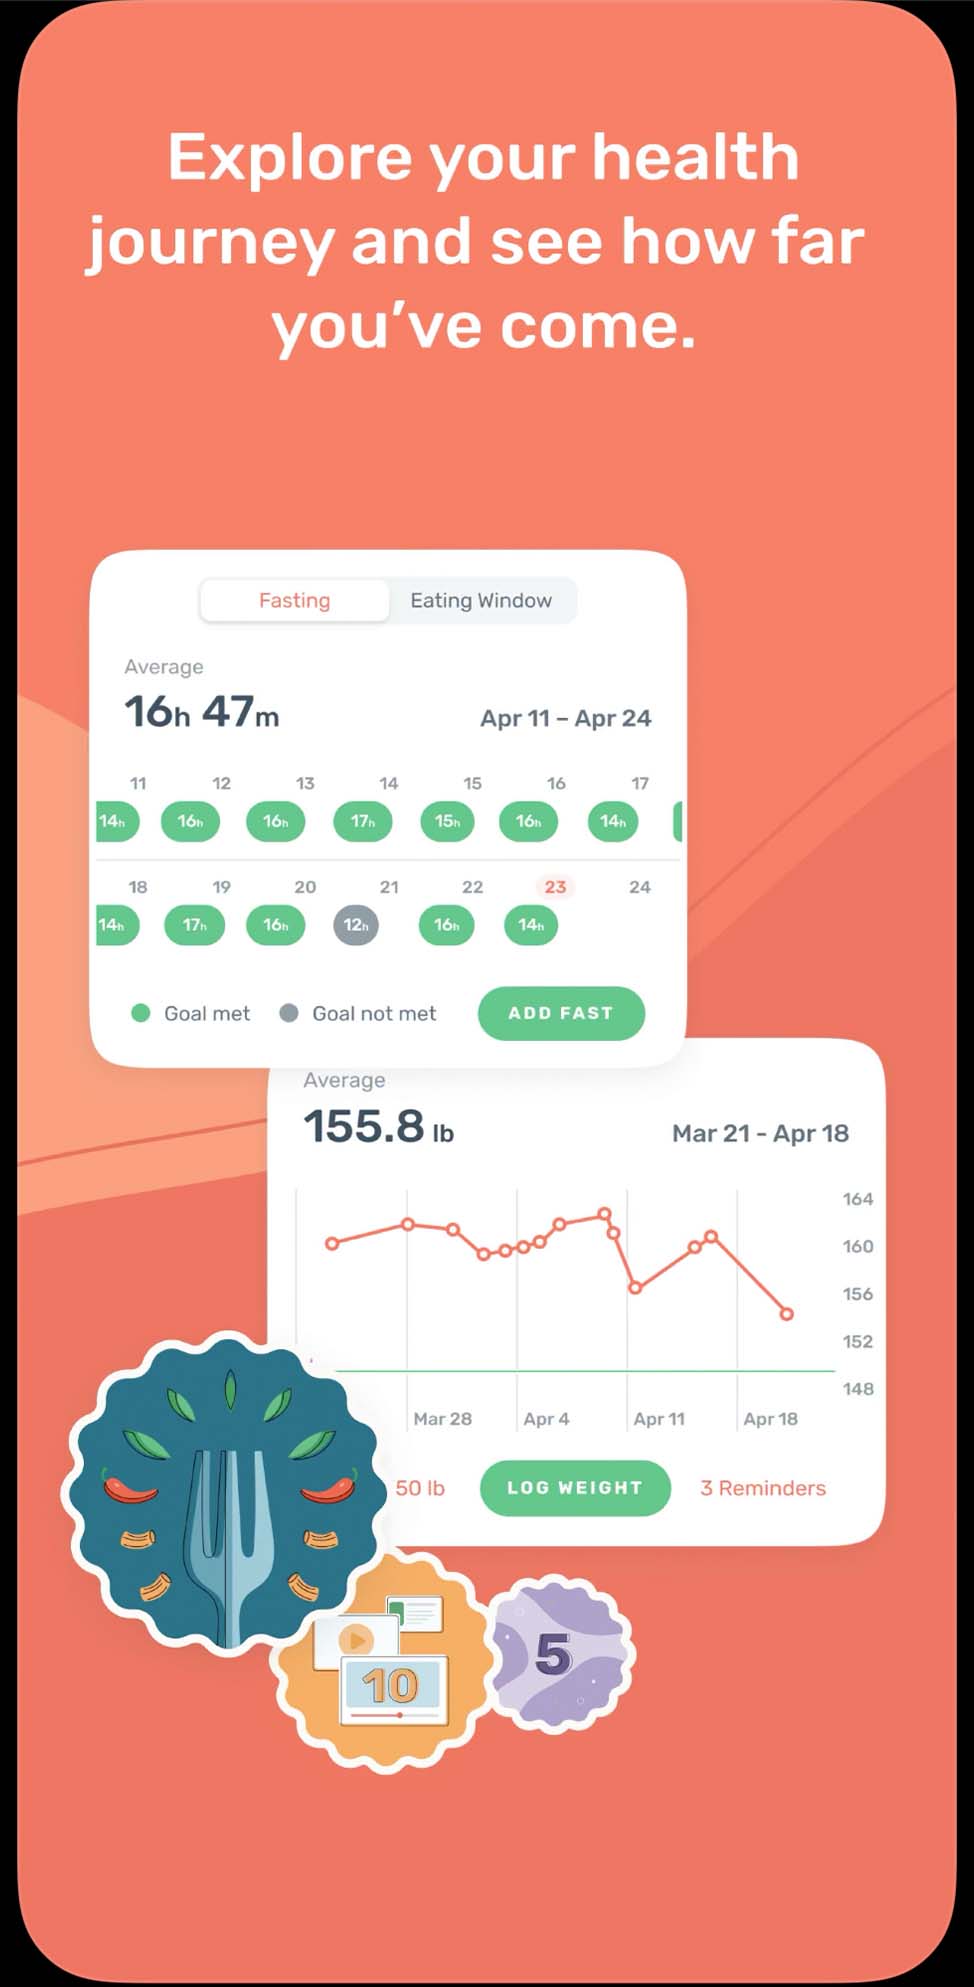 Explore your health
journey and see how far
you’ve come.
Fasting
Eating Window
Average
16h 47m
Apr 11 – Apr 24
11 12 13 14 15 16 17
14h 16h 16h 17h 15h 16h 14h
18 19 20 21 22 23 24
14h 17h 16h 12h 16h 14h
Goal met
Goal not met
ADD FAST
Average
155.8 lb
Mar 21 - Apr 18
164
160
156
152
148
Mar 28 Apr 4 Apr 11 Apr 18
50 lb
LOG WEIGHT
3 Reminders
10
5